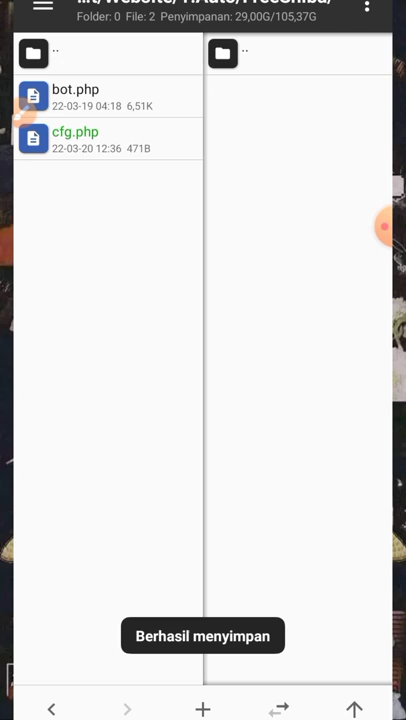 Folder: 0 File: 2 Penyimpanan: 29,00G/105,37G
..
bot.php
22-03-19 04:18 6,51K
cfg.php
22-03-20 12:36 471B
..
Berhasil menyimpan